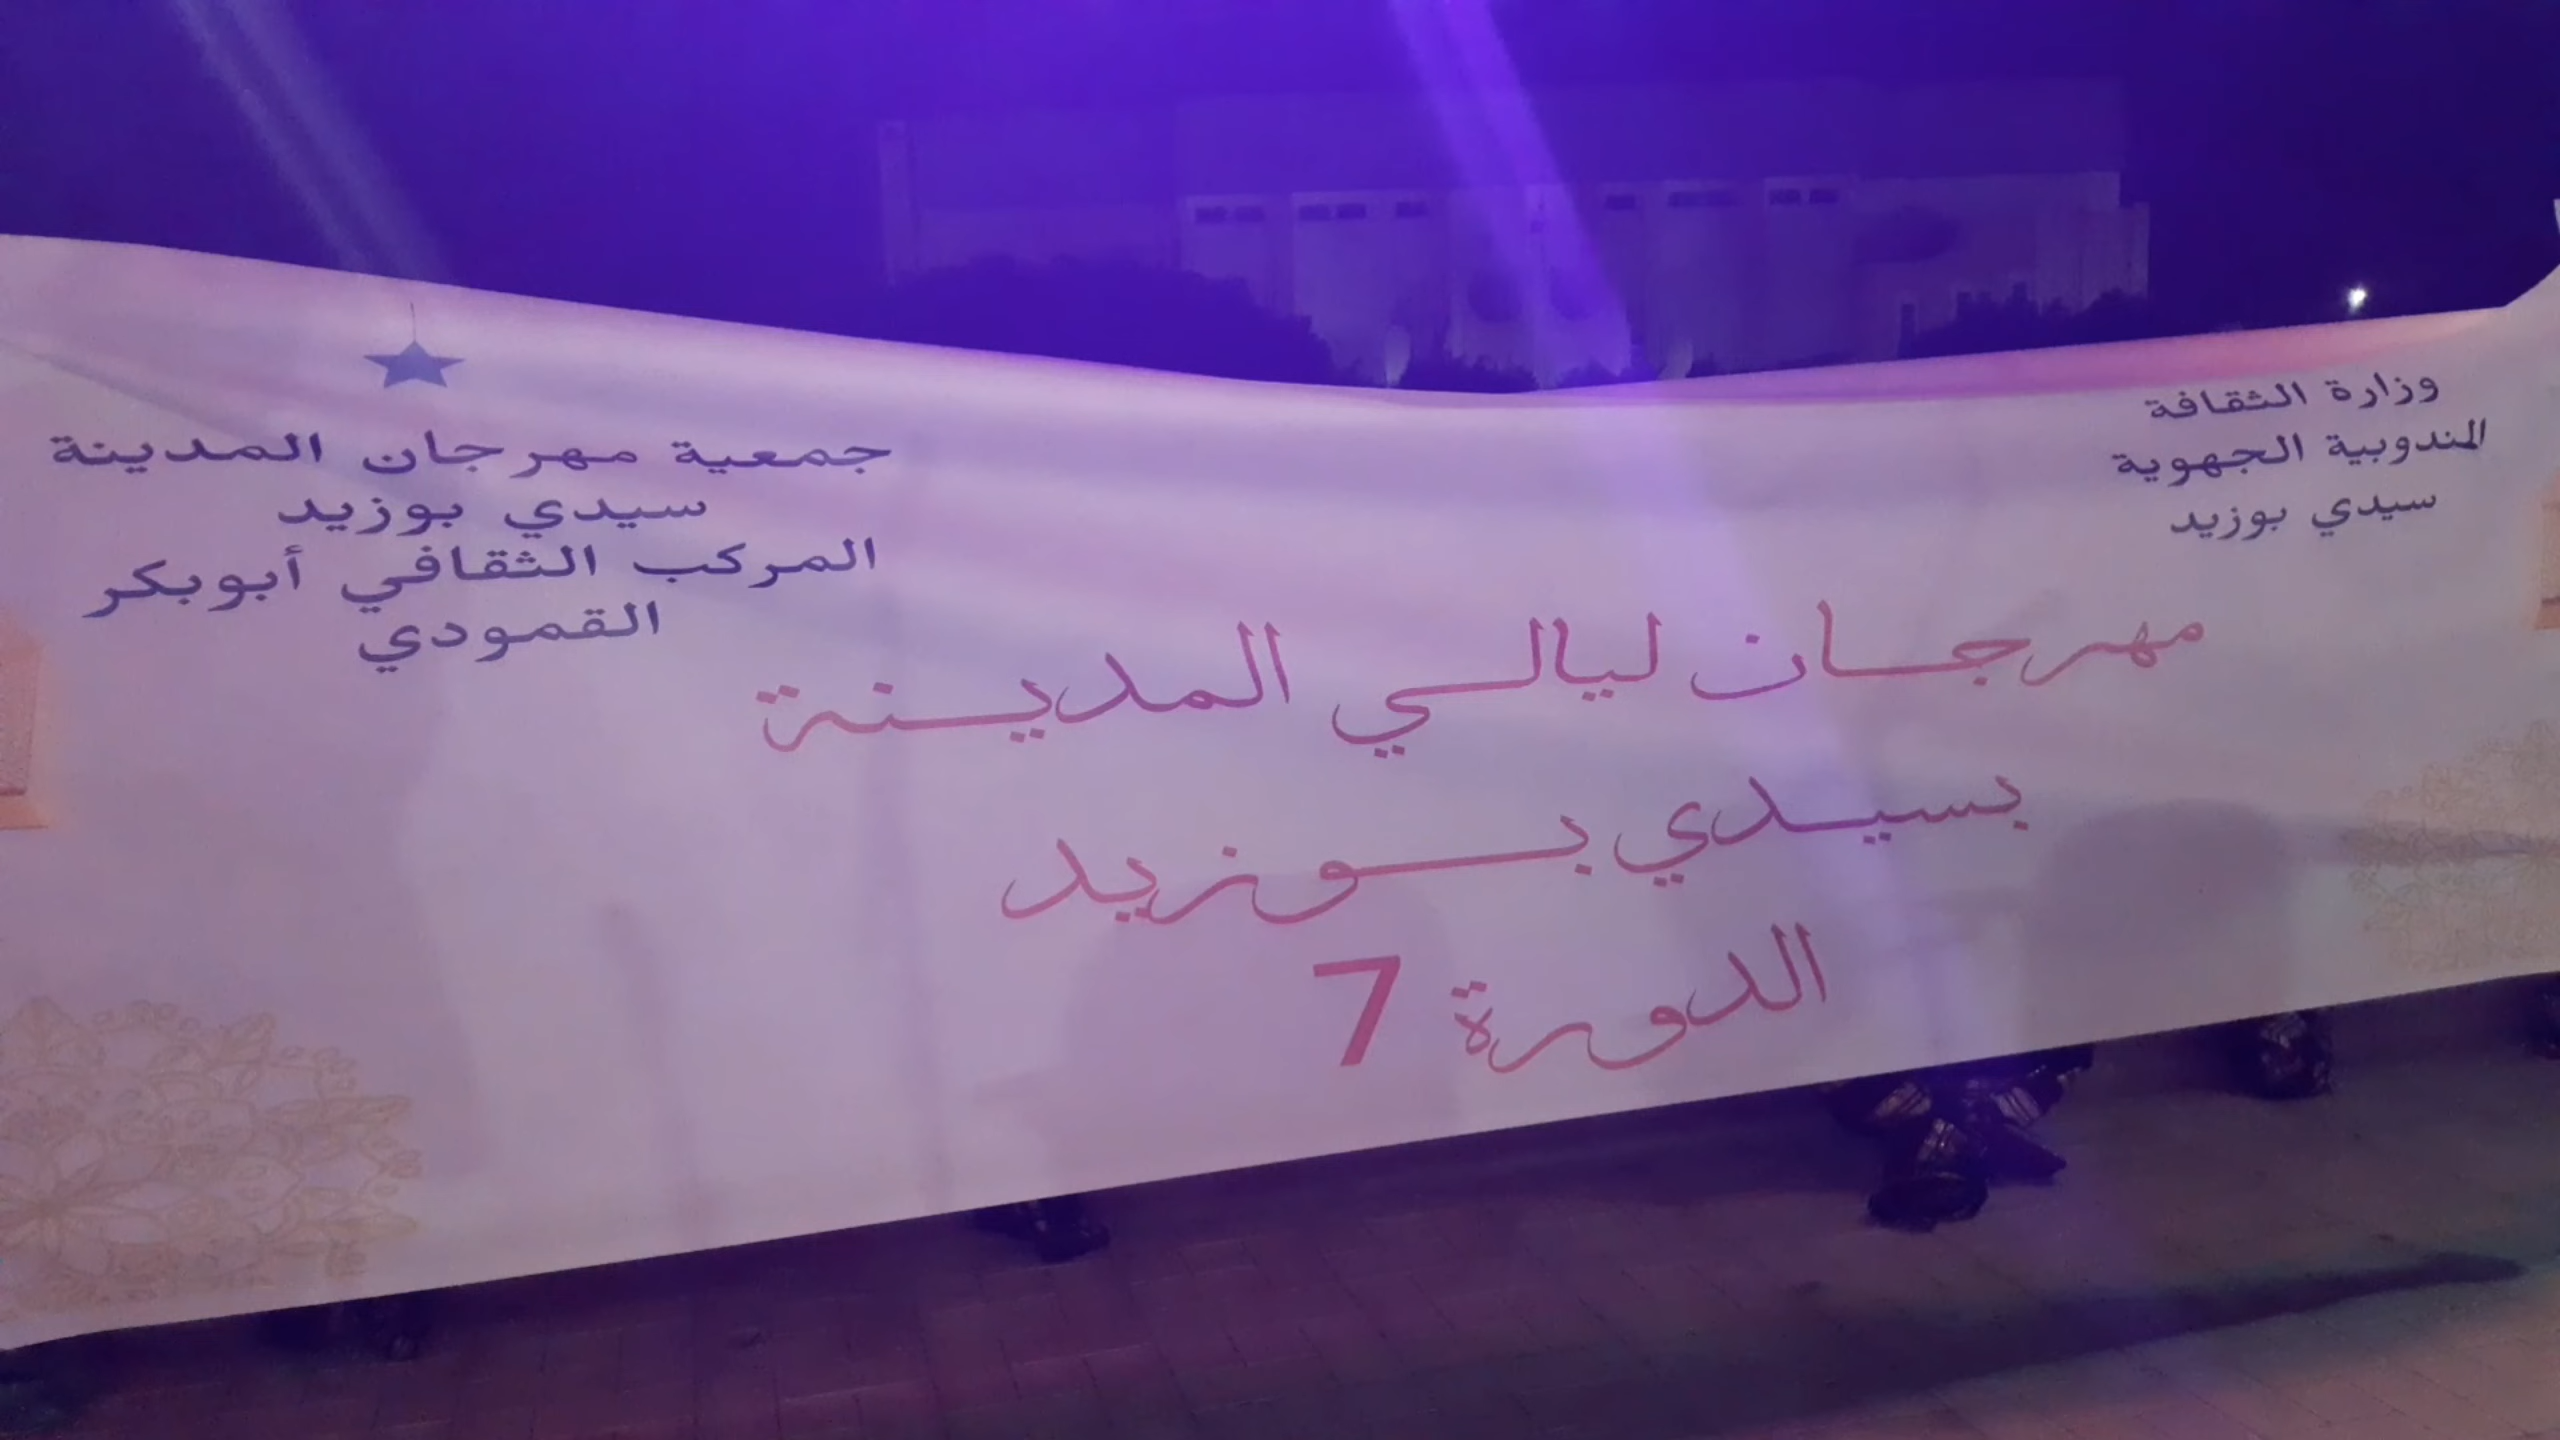 وزارة الثقافة
المندوبية الجهوية
سيدي بوزيد
جمعية مهرجان المدينة
سيدي بوزيد
المركب الثقافي أبوبكر
القمودي
مهرجان ليالي المدينة
بسيدي بوزيد
الدورة 7